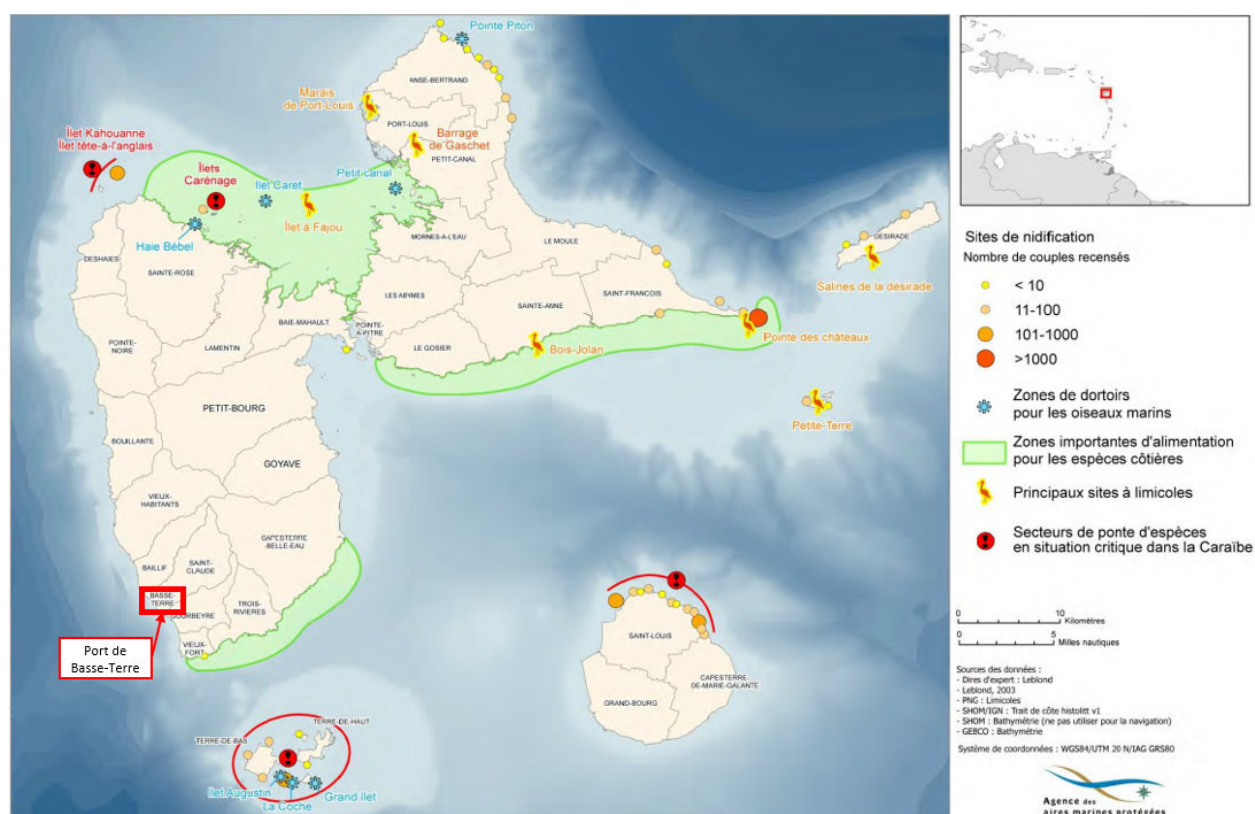 Pointe Piton
ANSE-BERTRAND
Marais
de Port-Louis
PORT-LOUIS
Barrage
de Gaschet
PETIT-CANAL
Îlet Kahouanne
Îlet tête-à-l'anglais
Îlets
Carénage
Ilet Caret
Petit-canal
Îlet à Fajou
Haie Bébel
MORNES-A-L'EAU
LE MOULE
DESIRADE
DESHAIES
SAINTE-ROSE
Salines de la désirade
LES ABYMES
SAINTE-ANNE
SAINT-FRANCOIS
BAIE-MAHAULT
POINTE-
A-PITRE
POINTE-
NOIRE
LAMENTIN
LE GOSIER
Bois-Jolan
Pointe des châteaux
PETIT-BOURG
Petite-Terre
BOUILLANTE
GOYAVE
VIEUX-
HABITANTS
CAPESTERRE
-BELLE-EAU
BAILLIF
SAINT-
CLAUDE
BASSE-
TERRE
GOURBEYRE
TROIS-
RIVIERES
VIEUX-
FORT
Port de
Basse-Terre
SAINT-LOUIS
CAPESTERRE-
DE-MARIE-GALANTE
GRAND-BOURG
TERRE-DE-HAUT
TERRE-DE-BAS
Ilet Augustin
La Coche
Grand Ilet
Sites de nidification
Nombre de couples recensés
< 10
11-100
101-1000
>1000
Zones de dortoirs
pour les oiseaux marins
Zones importantes d'alimentation
pour les espèces côtières
Principaux sites à limicoles
Secteurs de ponte d'espèces
en situation critique dans la Caraïbe
0 10
Kilomètres
0 5
Milles nautiques
Sources des données :
- Dires d'expert : Leblond
- Leblond, 2003
- PNG : Limicoles
- SHOM/IGN : Trait de côte histolitt v1
- SHOM : Bathymétrie (ne pas utiliser pour la navigation)
- GEBCO : Bathymétrie
Système de coordonnées : WGS84/UTM 20 N/IAG GRS80
Agence des
aires marines protégées